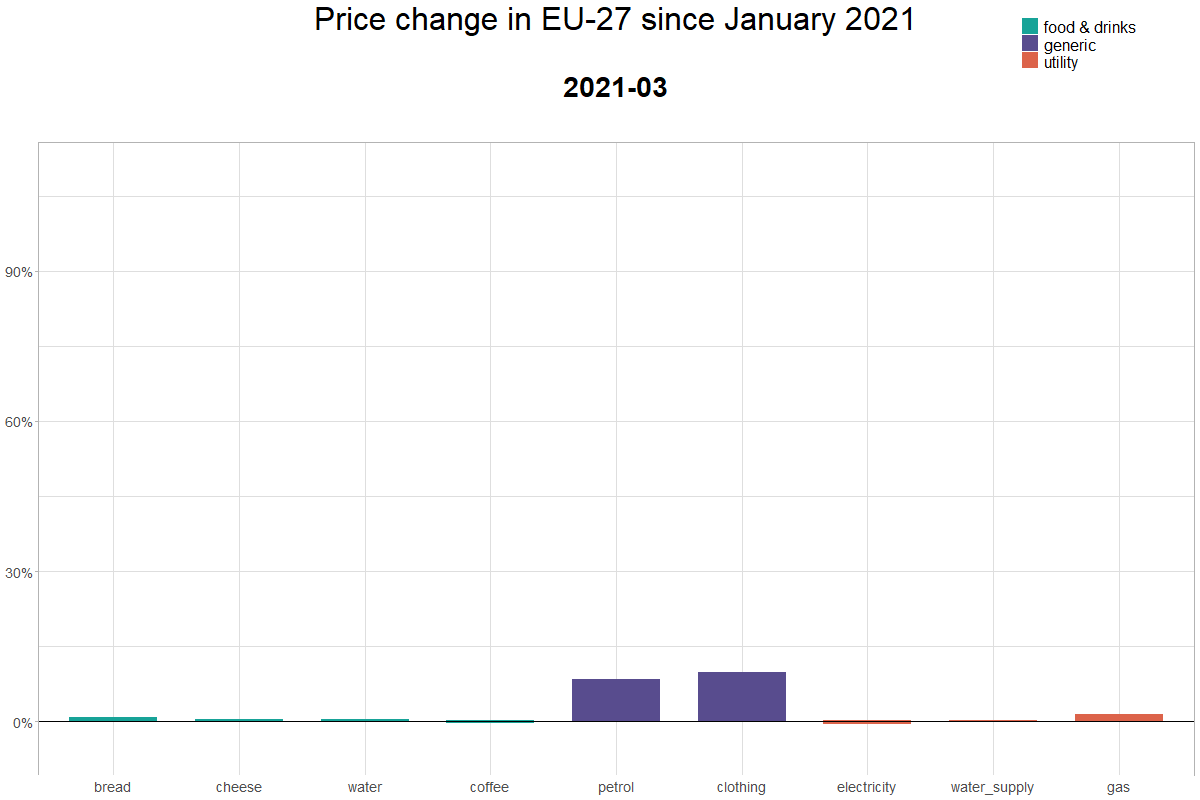 Price change in EU-27 since January 2021
food & drinks
generic
utility
2021-03
90%
60%
30%
0%
bread cheese water coffee petrol clothing electricity water_supply gas